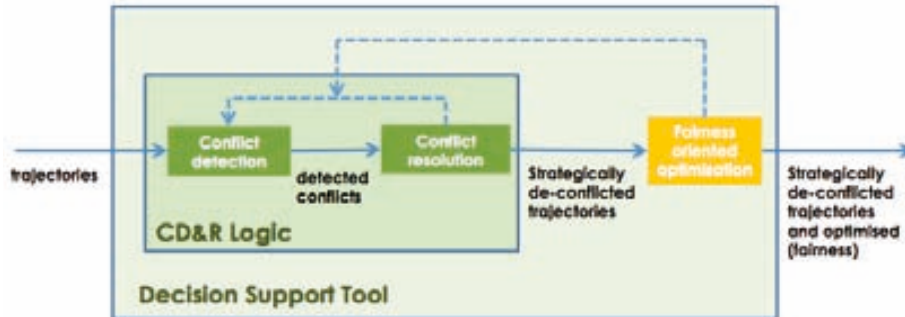 Conflict
detection
Conflict
resolution
Fairness
oriented
optimisation
trajectories
detected
conflicts
Strategically
de-conflicted
trajectories
Strategically
de-conflicted
trajectories
and optimised
(fairness)
CD&R Logic
Decision Support Tool